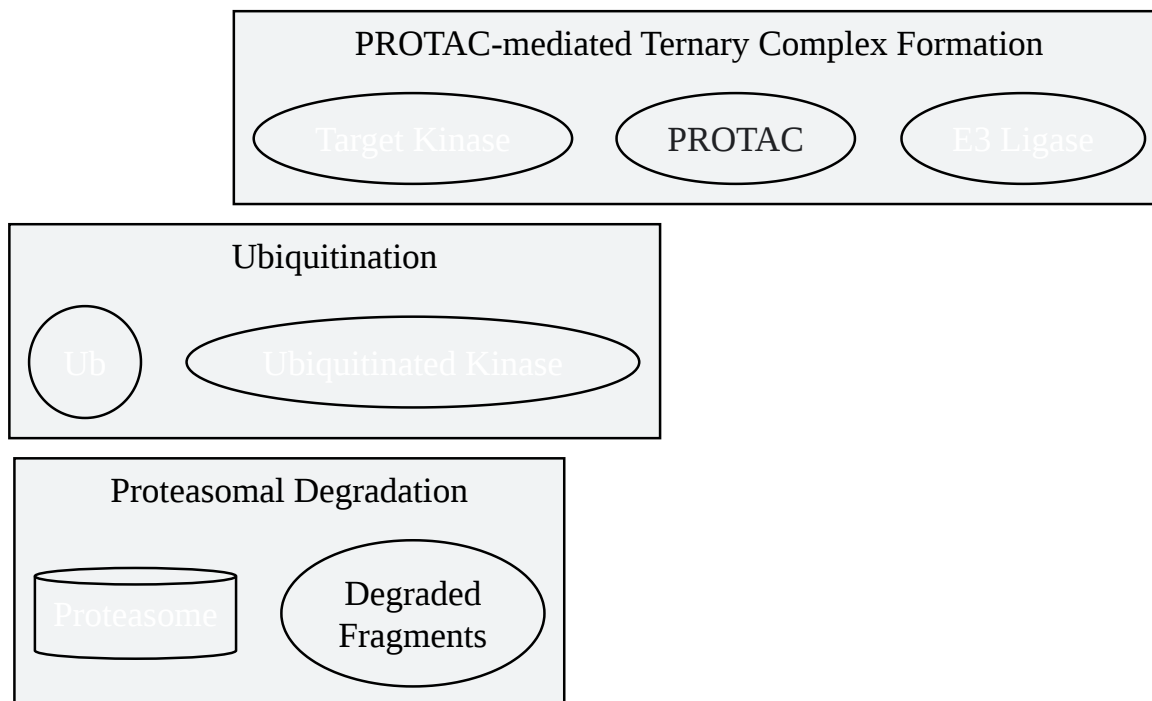 PROTAC-mediated Ternary Complex Formation
Target Kinase
PROTAC
E3 Ligase
Ubiquitination
Ub
Ubiquitinated Kinase
Proteasomal Degradation
Proteasome
Degraded
Fragments